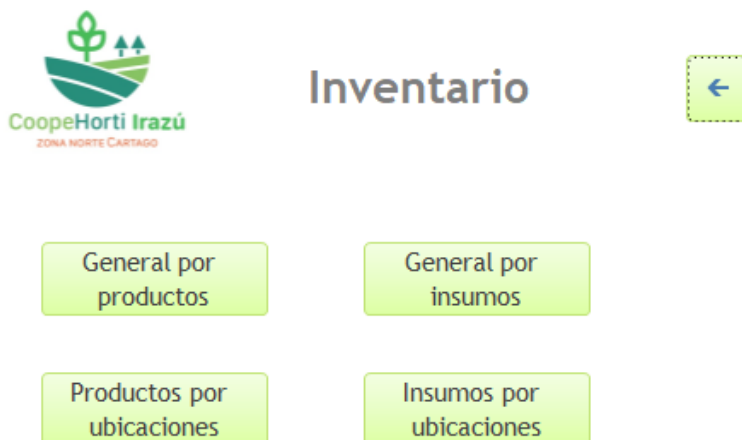 Inventario
CoopeHorti Irazú
ZONA NORTE CARTAGO
General por
productos
General por
insumos
Productos por
ubicaciones
Insumos por
ubicaciones